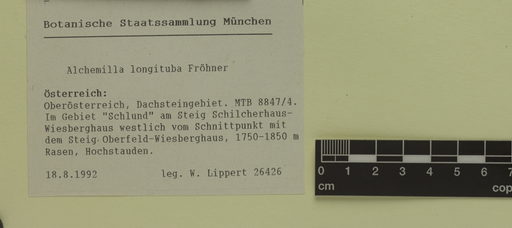 Botanische Staatssammlung München
Alchemilla longituba Fröhner
Österreich:
Oberösterreich, Dachsteingebiet. MTB 8847/4.
Im Gebiet "Schlund" am Steig Schilcherhaus-
Wiesberghaus westlich vom Schnittpunkt mit
dem Steig Oberfeld-Wiesberghaus, 1750-1850 m
Rasen, Hochstauden.
18.8.1992 leg. W. Lippert 26426
0 1 2 3 4 5 6 7
cm cop